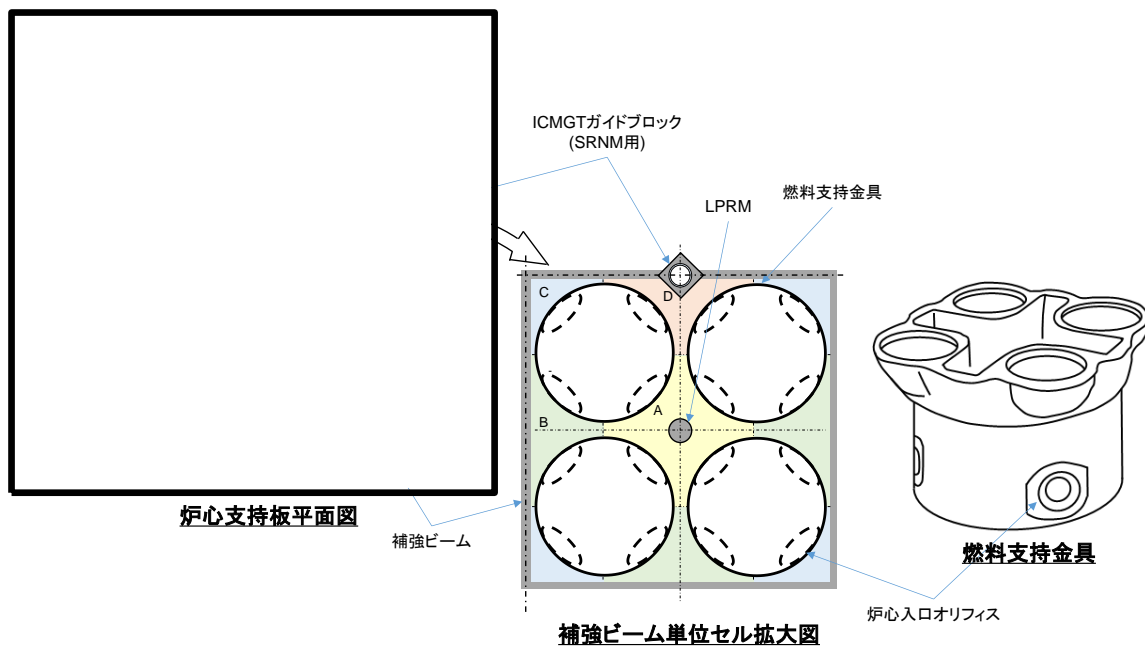 ICMGTガイドブロック
(SRNM用)
LPRM
燃料支持金具
C
D
A
B
炉心支持板平面図
補強ビーム
燃料支持金具
炉心入口オリフィス
補強ビーム単位セル拡大図